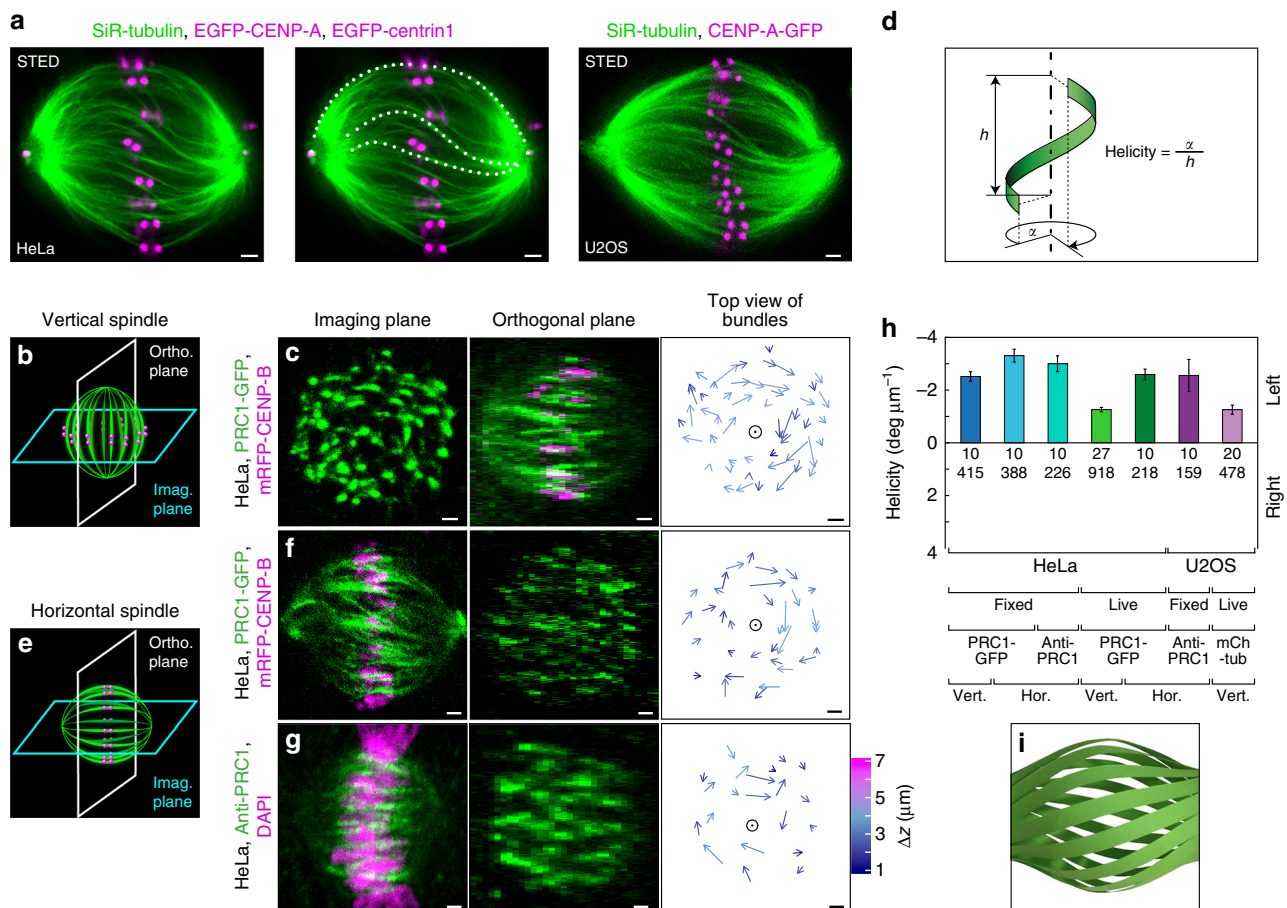 a
SiR-tubulin, EGFP-CENP-A, EGFP-centrin1
SiR-tubulin, CENP-A-GFP
STED
HeLa
STED
U2OS
d
h
Helicity = α / h
α
Vertical spindle
b
Ortho. plane
Imag. plane
Imaging plane
Orthogonal plane
Top view of bundles
c
HeLa, PRC1-GFP,
mRFP-CENP-B
Horizontal spindle
e
Ortho. plane
Imag. plane
f
HeLa, PRC1-GFP,
mRFP-CENP-B
g
HeLa, Anti-PRC1,
DAPI
7
5
3
1
Δz (μm)
h
Helicity (deg μm⁻¹)
–4
–2
0
2
4
Left
Right
10 10 10 27 10 10 20
415 388 226 918 218 159 478
HeLa U2OS
Fixed Live Fixed Live
PRC1-GFP Anti-PRC1 PRC1-GFP Anti-PRC1 mCh-tub
Vert. Hor. Vert. Hor. Vert.
i